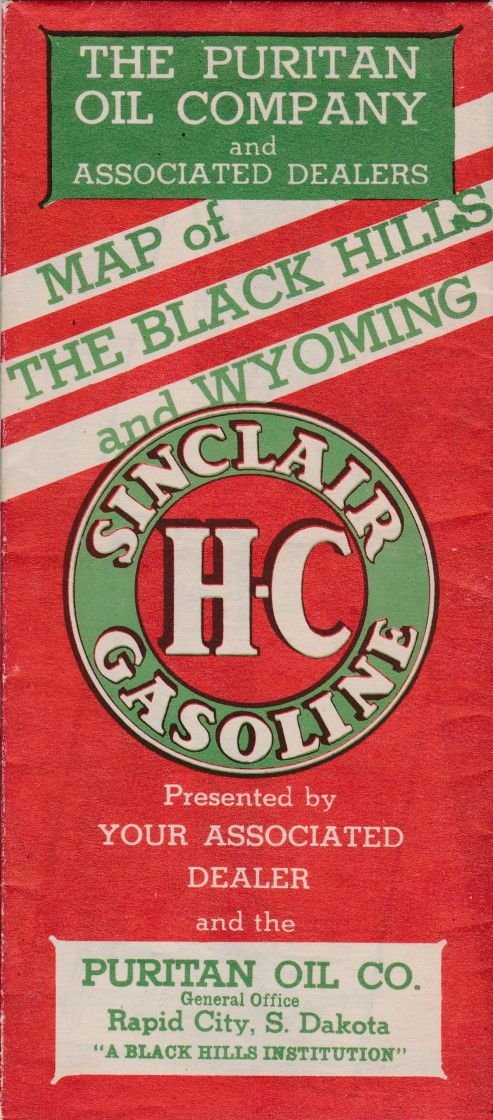 THE PURITAN
OIL COMPANY
and
ASSOCIATED DEALERS
MAP of
THE BLACK HILLS
and WYOMING
SINCLAIR
H-C
GASOLINE
Presented by
YOUR ASSOCIATED
DEALER
and the
PURITAN OIL CO.
General Office
Rapid City, S. Dakota
"A BLACK HILLS INSTITUTION"